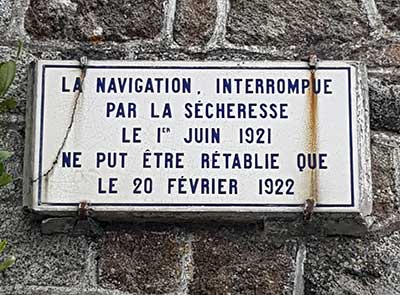 LA NAVIGATION, INTERROMPUE
PAR LA SÉCHERESSE
LE 1ER JUIN 1921
NE PUT ÊTRE RÉTABLIE QUE
LE 20 FÉVRIER 1922